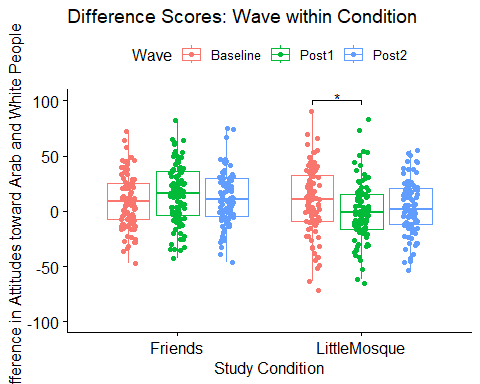 Difference Scores: Wave within Condition
Wave Baseline Post1 Post2
fference in Attitudes toward Arab and White People
100
50
0
-50
-100
*
Friends LittleMosque
Study Condition